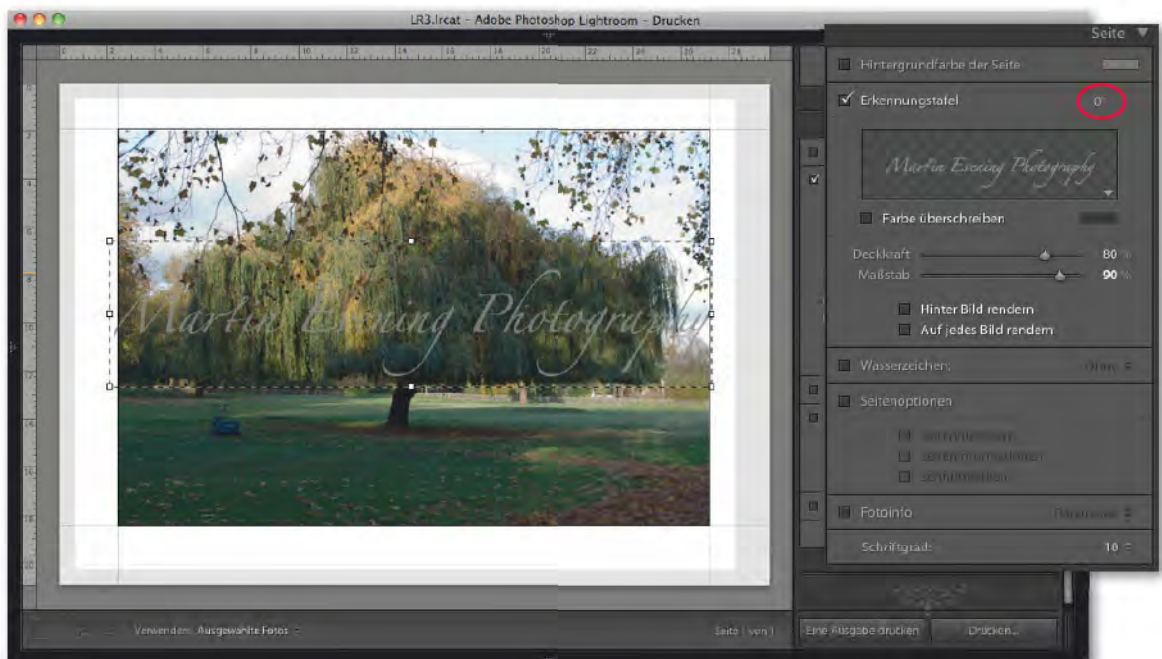 LR3.lrcat - Adobe Photoshop Lightroom - Drucken
Seite
Hintergrundfarbe der Seite
Erkennungstafel 0°
Martin Evening Photography
Farbe überschreiben
Deckkraft 80 %
Maßstab 90 %
Hinter Bild rendern
Auf jedes Bild rendern
Wasserzeichen: Ohne
Seitenoptionen
Fotoinfo
Schriftgrad: 10
Martin Evening Photography
Verwenden: Ausgewählte Fotos
Seite 1 von 1
Eine Ausgabe drucken
Drucken...